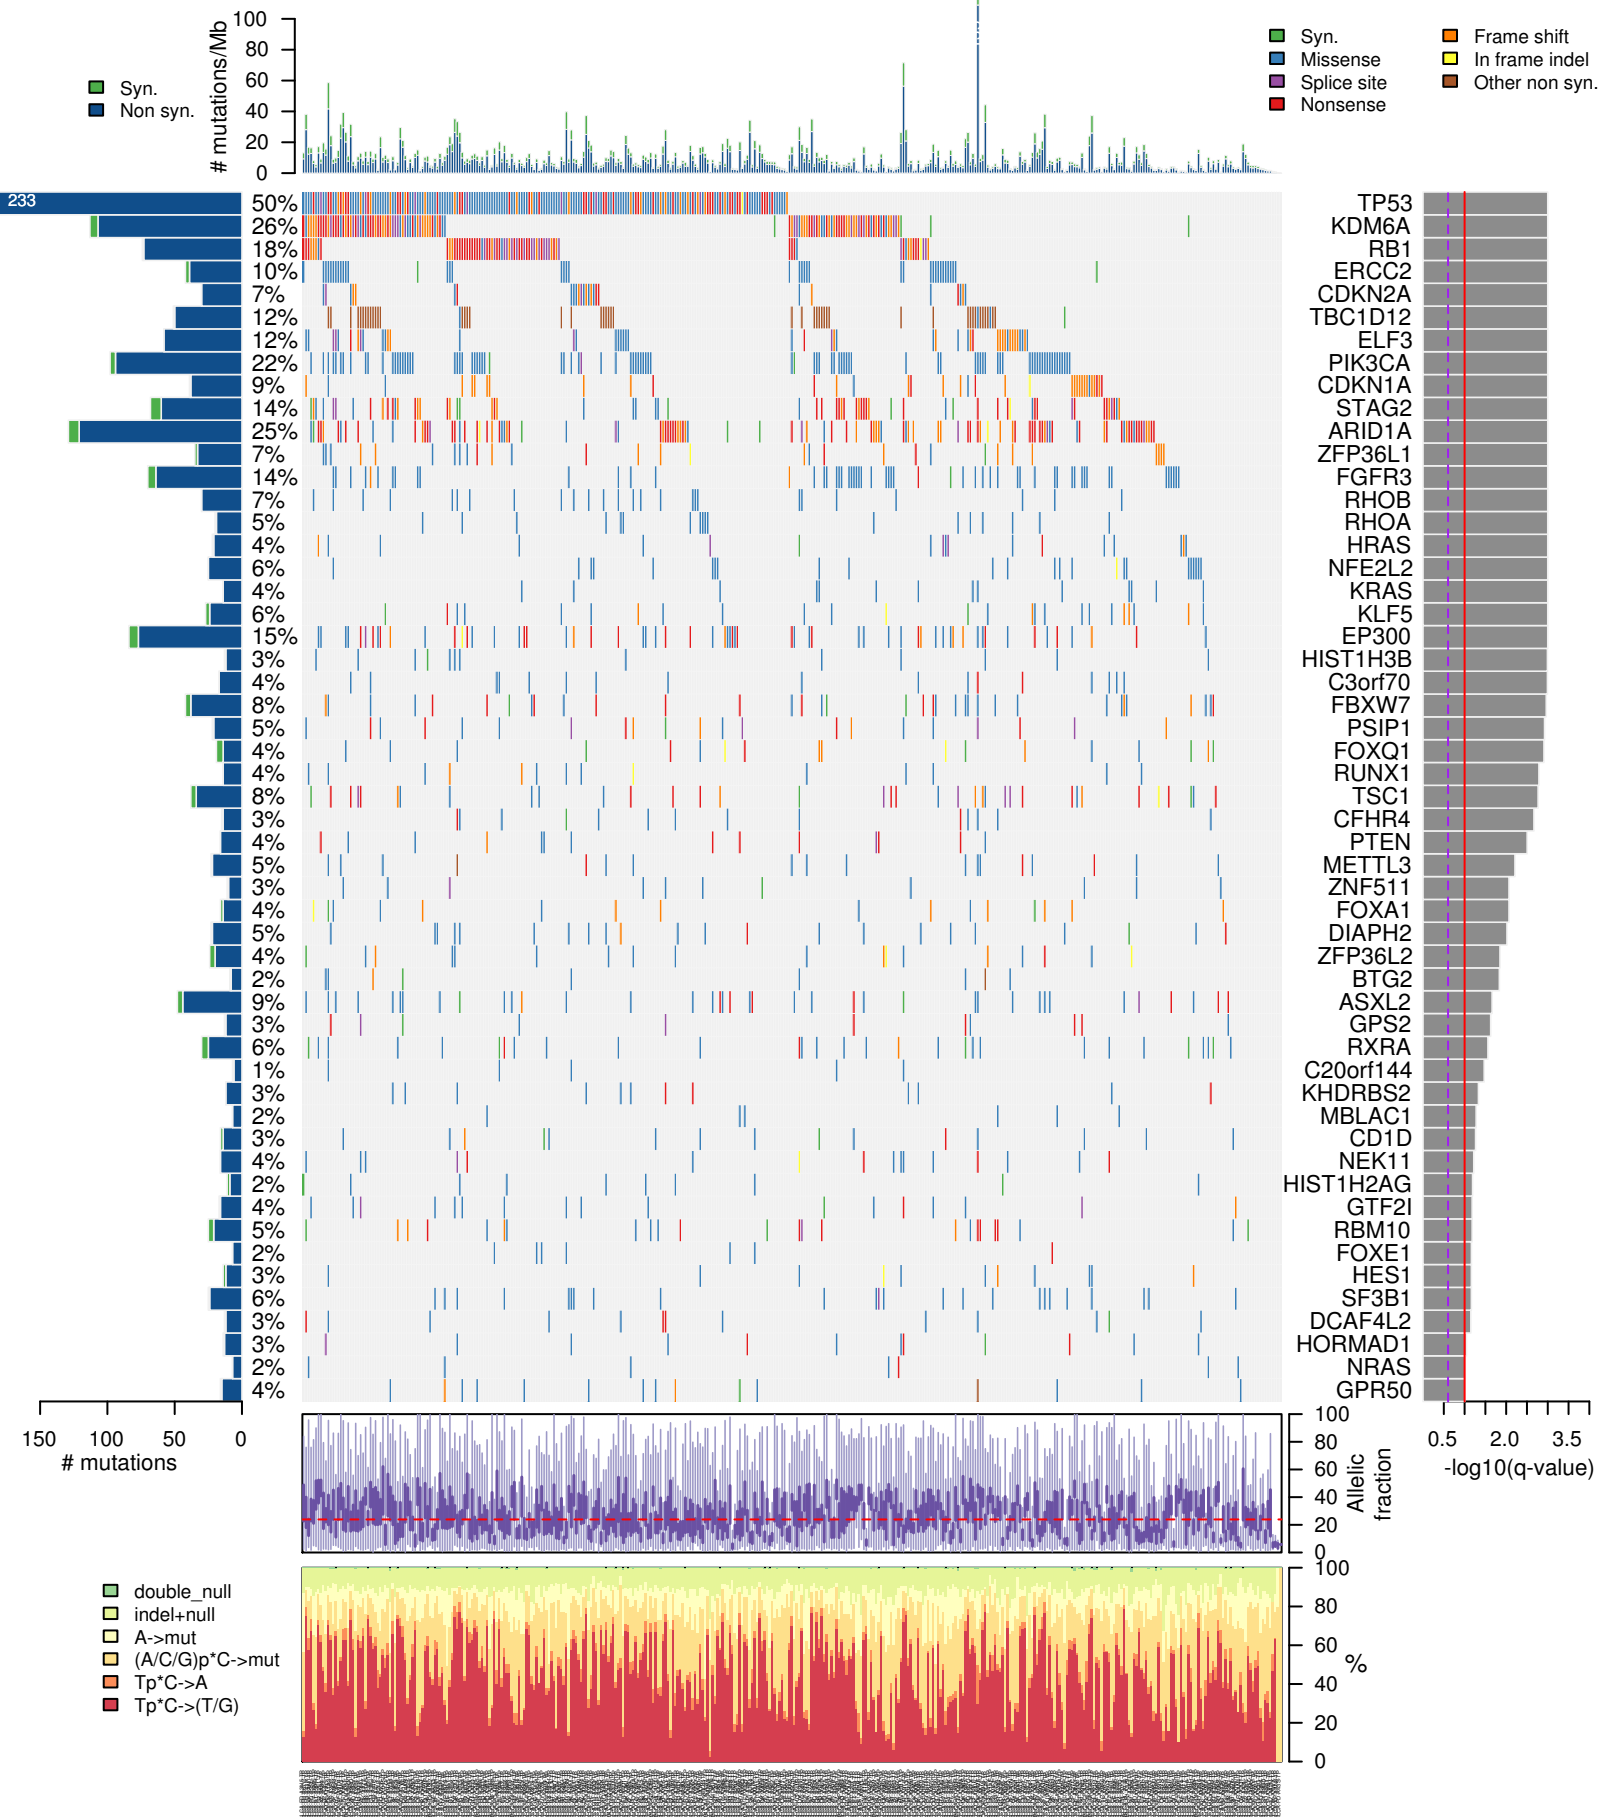 # mutations/Mb
100
80
60
40
20
0
Syn.
Non syn.
Syn.
Missense
Splice site
Nonsense
Frame shift
In frame indel
Other non syn.
233
50% TP53
26% KDM6A
18% RB1
10% ERCC2
7% CDKN2A
12% TBC1D12
12% ELF3
22% PIK3CA
9% CDKN1A
14% STAG2
25% ARID1A
7% ZFP36L1
14% FGFR3
7% RHOB
5% RHOA
4% HRAS
6% NFE2L2
4% KRAS
6% KLF5
15% EP300
3% HIST1H3B
4% C3orf70
8% FBXW7
5% PSIP1
4% FOXQ1
4% RUNX1
8% TSC1
3% CFHR4
4% PTEN
5% METTL3
3% ZNF511
4% FOXA1
5% DIAPH2
4% ZFP36L2
2% BTG2
9% ASXL2
3% GPS2
6% RXRA
1% C20orf144
3% KHDRBS2
2% MBLAC1
3% CD1D
4% NEK11
2% HIST1H2AG
4% GTF2I
5% RBM10
2% FOXE1
3% HES1
6% SF3B1
3% DCAF4L2
3% HORMAD1
2% NRAS
4% GPR50
150 100 50 0
# mutations
0.5 2.0 3.5
-log10(q-value)
100
80
60
40
20
0
Allelic
fraction
double_null
indel+null
A->mut
(A/C/G)p*C->mut
Tp*C->A
Tp*C->(T/G)
100
80
60
40
20
0
%